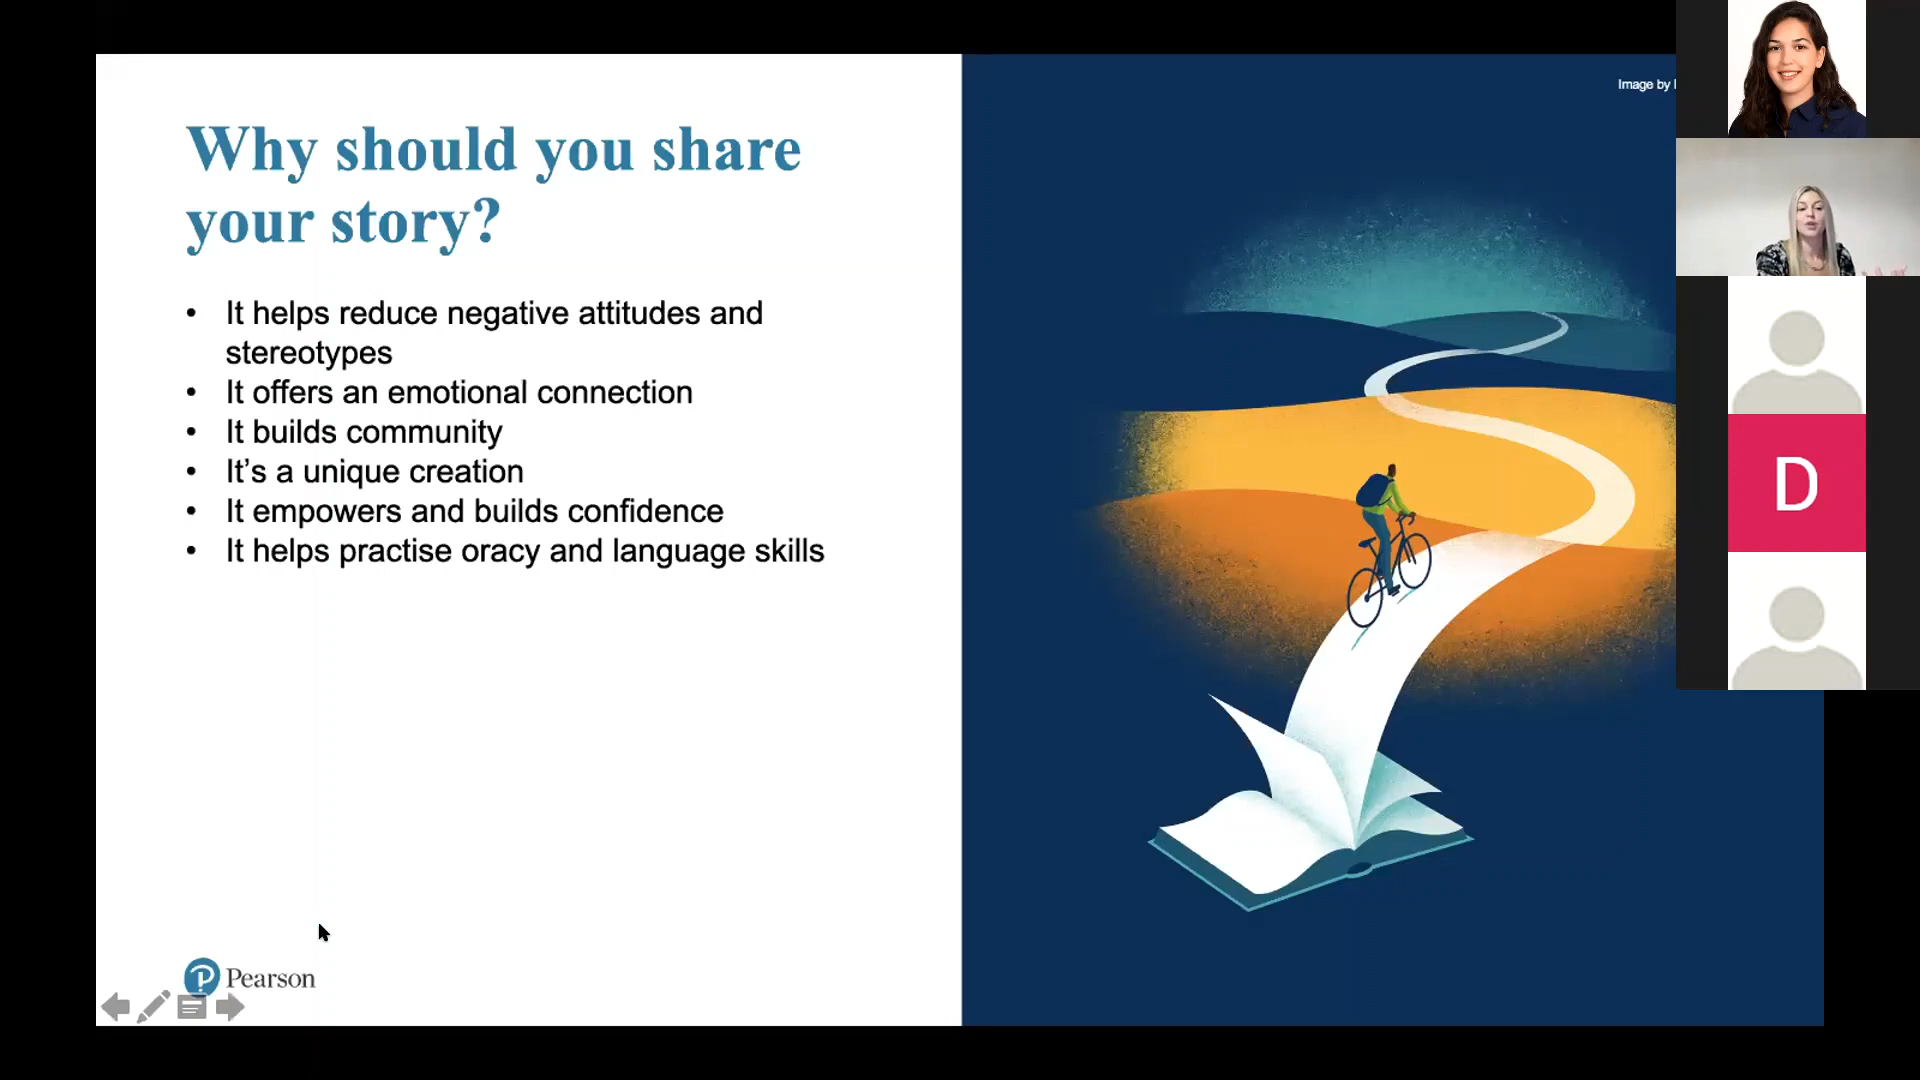 Why should you share
your story?
• It helps reduce negative attitudes and
stereotypes
• It offers an emotional connection
• It builds community
• It’s a unique creation
• It empowers and builds confidence
• It helps practise oracy and language skills
Pearson
Image by
D